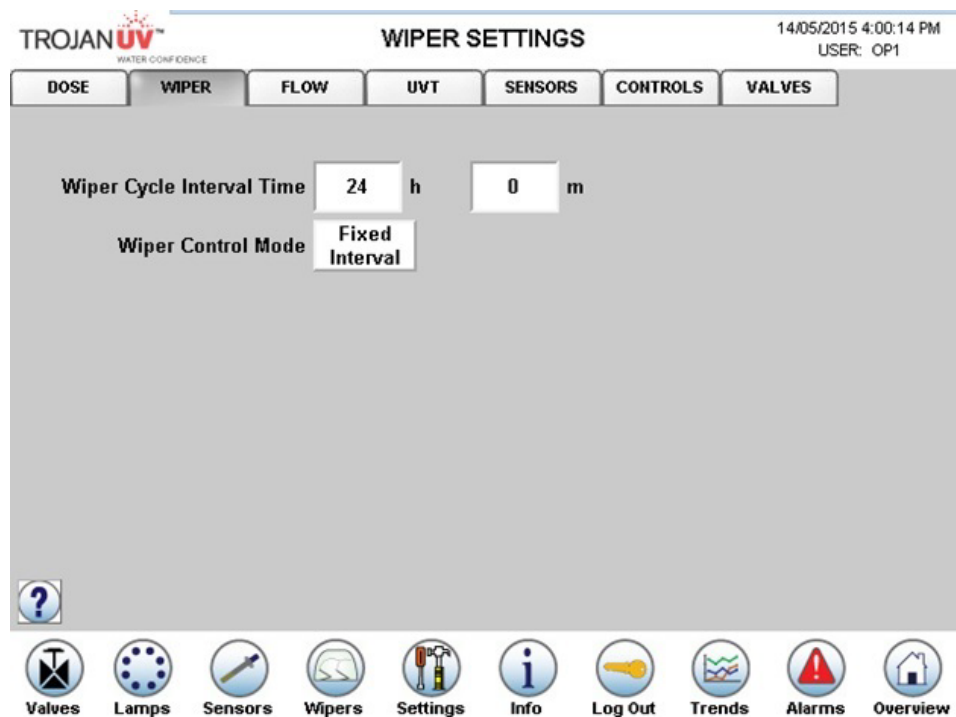 TROJANUV™
WATER CONFIDENCE
WIPER SETTINGS
14/05/2015 4:00:14 PM
USER: OP1
DOSE WIPER FLOW UVT SENSORS CONTROLS VALVES
Wiper Cycle Interval Time 24 h 0 m
Wiper Control Mode Fixed
Interval
?
Valves Lamps Sensors Wipers Settings Info Log Out Trends Alarms Overview